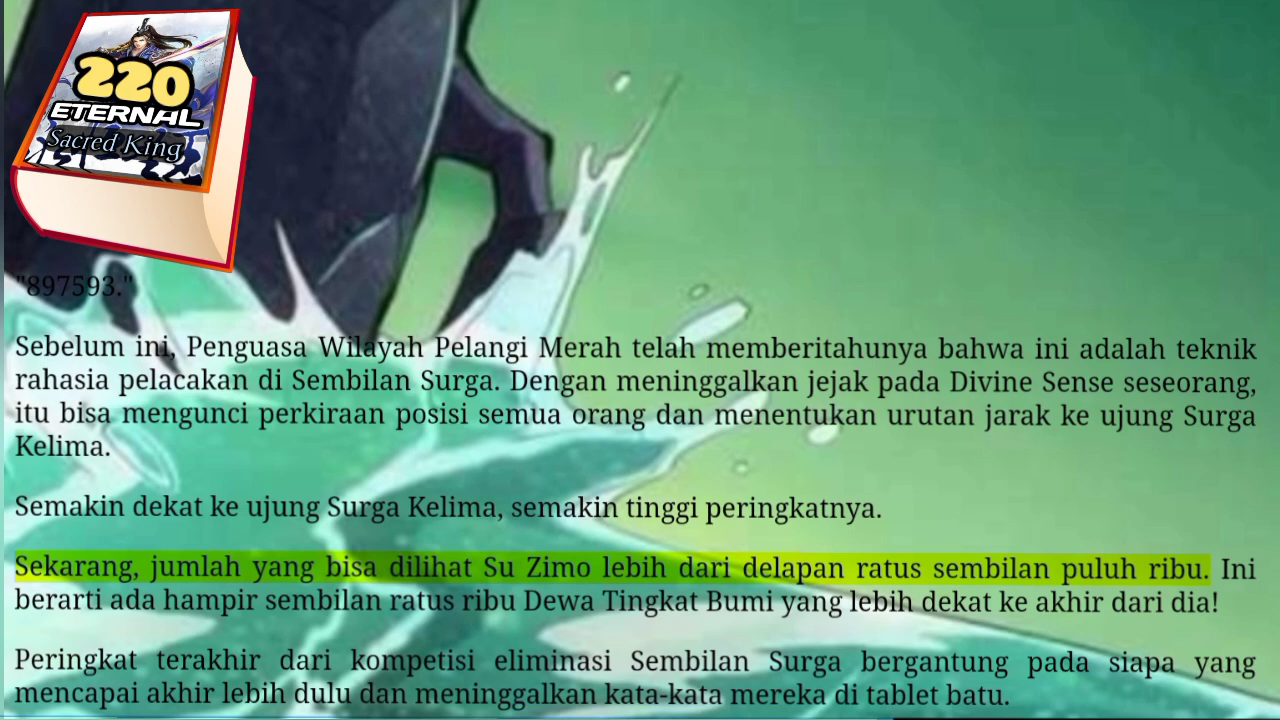 220
ETERNAL
Sacred King
"897593."
Sebelum ini, Penguasa Wilayah Pelangi Merah telah memberitahunya bahwa ini adalah teknik
rahasia pelacakan di Sembilan Surga. Dengan meninggalkan jejak pada Divine Sense seseorang,
itu bisa mengunci perkiraan posisi semua orang dan menentukan urutan jarak ke ujung Surga
Kelima.
Semakin dekat ke ujung Surga Kelima, semakin tinggi peringkatnya.
Sekarang, jumlah yang bisa dilihat Su Zimo lebih dari delapan ratus sembilan puluh ribu. Ini
berarti ada hampir sembilan ratus ribu Dewa Tingkat Bumi yang lebih dekat ke akhir dari dia!
Peringkat terakhir dari kompetisi eliminasi Sembilan Surga bergantung pada siapa yang
mencapai akhir lebih dulu dan meninggalkan kata-kata mereka di tablet batu.